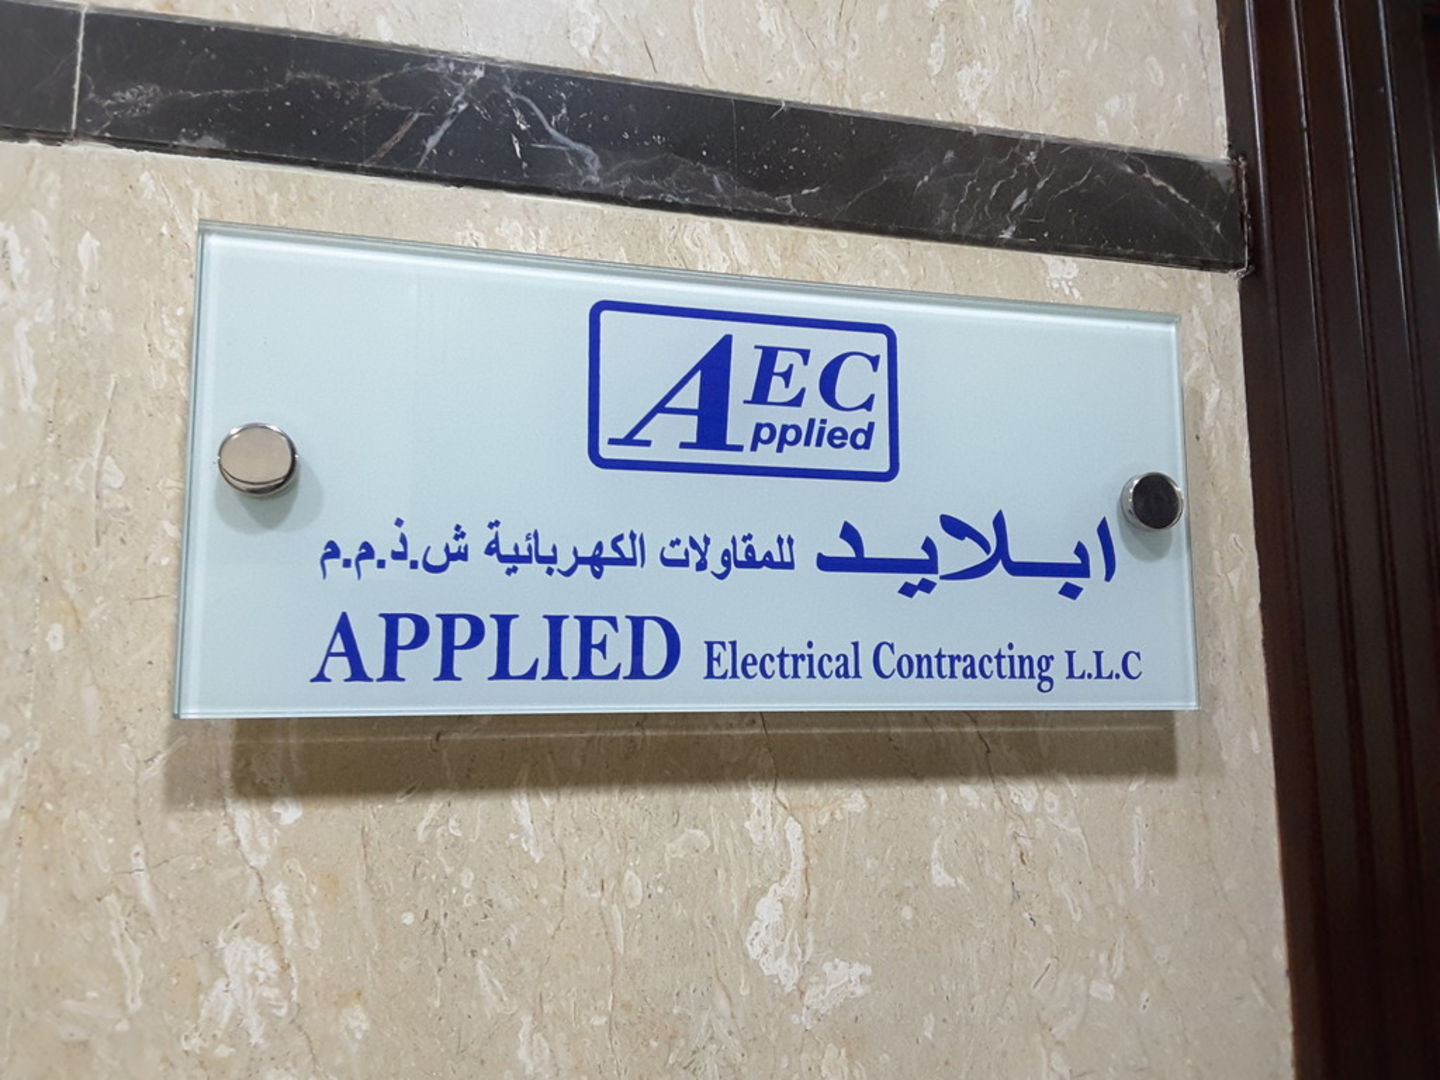 AEC
Applied
ابلايد للمقاولات الكهربائية ش.ذ.م.م
APPLIED Electrical Contracting L.L.C